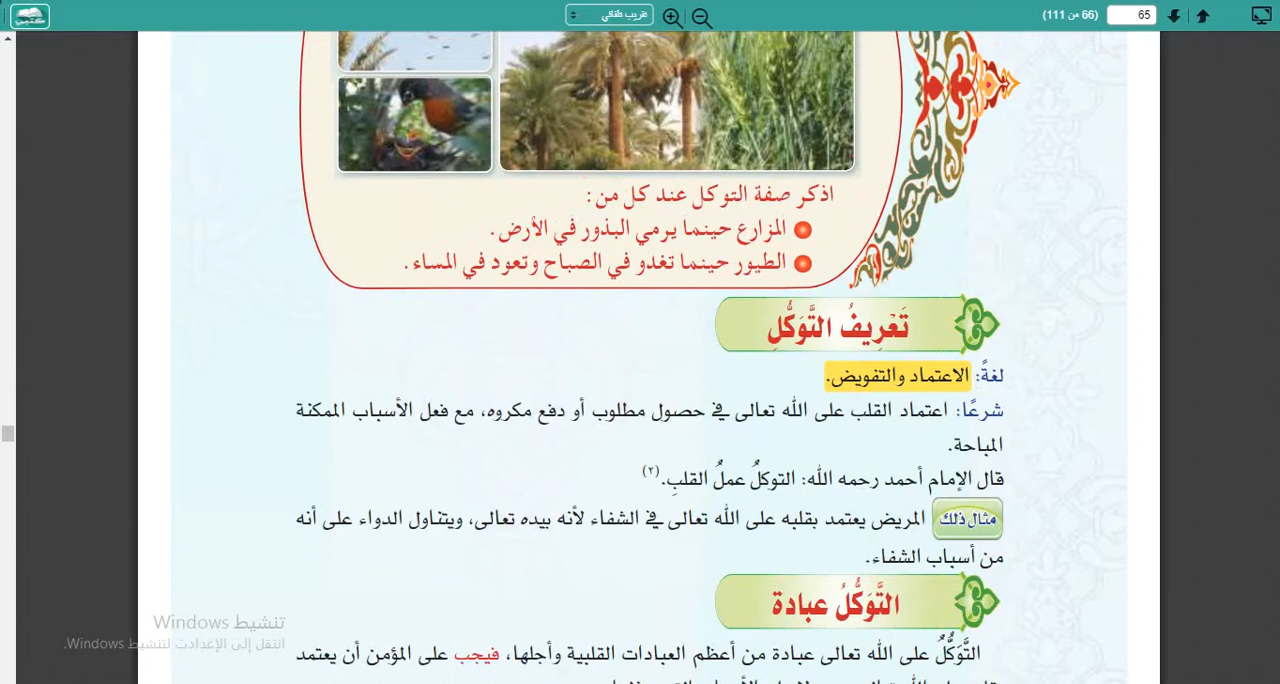 كتبي
تقريب تلقائي
(66 من 111)
65
اذكر صفة التوكل عند كل من:
المزارع حينما يرمي البذور في الأرض.
الطيور حينما تغدو في الصباح وتعود في المساء.
تَعْرِيفُ التَّوَكُّلِ
لغةً: الاعتماد والتفويض.
شرعًا: اعتماد القلب على الله تعالى في حصول مطلوب أو دفع مكروه، مع فعل الأسباب الممكنة
المباحة.
قال الإمام أحمد رحمه الله: التوكلُ عملُ القلبِ.(٢)
مثال ذلك المريض يعتمد بقلبه على الله تعالى في الشفاء لأنه بيده تعالى، ويتناول الدواء على أنه
من أسباب الشفاء.
التَّوَكُّلُ عبادة
تنشيط Windows
انتقل إلى الإعدادات لتنشيط Windows.
التَّوَكُّلُ على الله تعالى عبادة من أعظم العبادات القلبية وأجلها، فيجب على المؤمن أن يعتمد